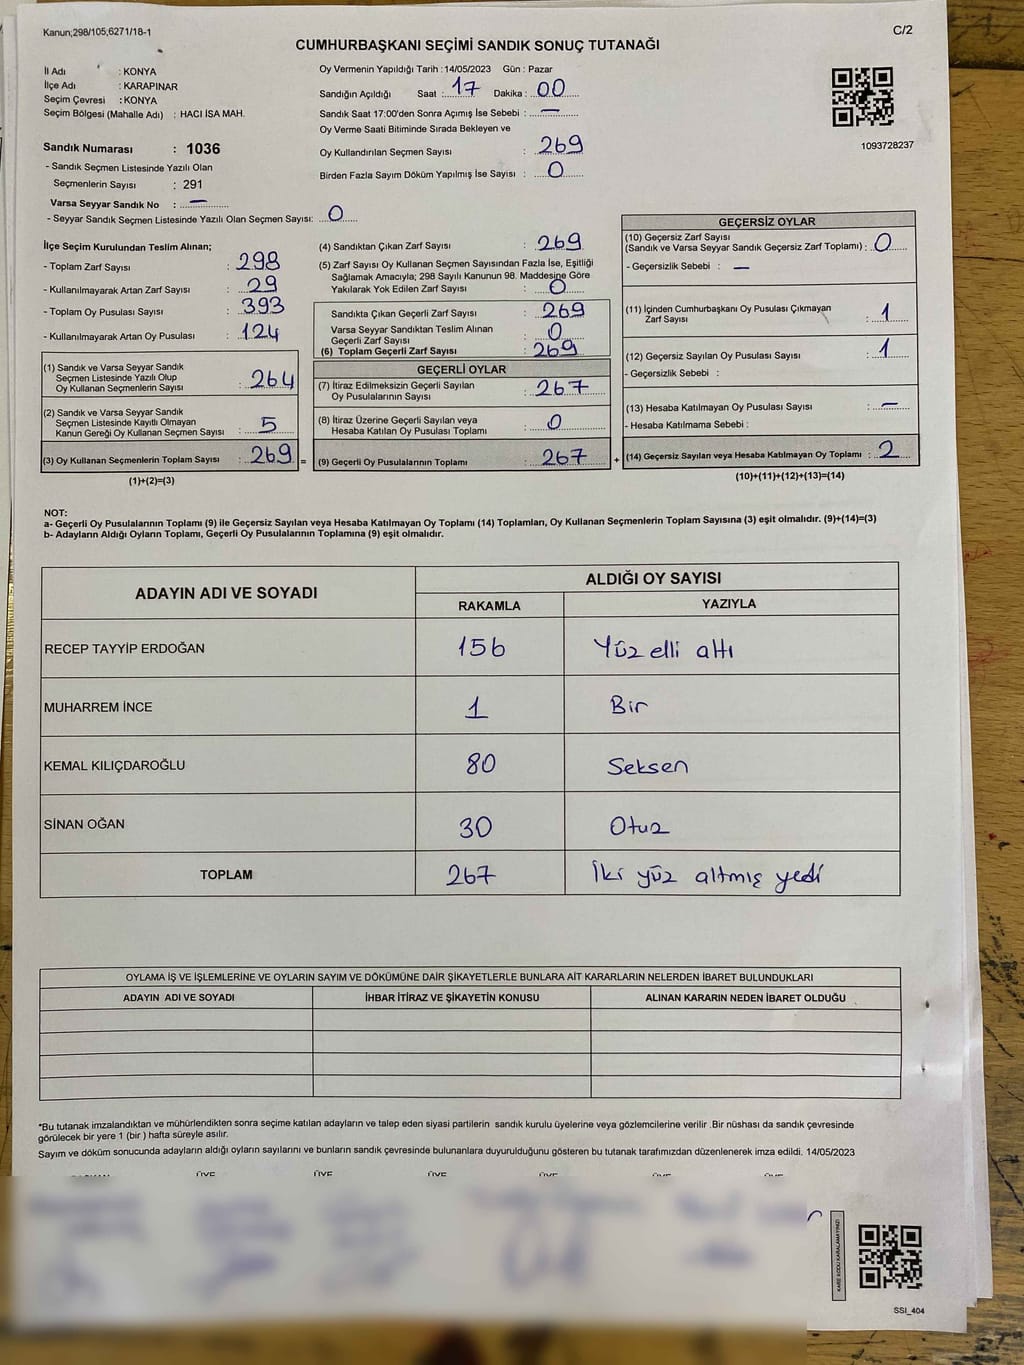 Kanun;298/105;6271/18-1
C/2
CUMHURBAŞKANI SEÇİMİ SANDIK SONUÇ TUTANAĞI
İl Adı : KONYA
İlçe Adı : KARAPINAR
Seçim Çevresi : KONYA
Seçim Bölgesi (Mahalle Adı) : HACI İSA MAH.
Sandık Numarası : 1036
- Sandık Seçmen Listesinde Yazılı Olan
Seçmenlerin Sayısı : 291
Varsa Seyyar Sandık No : —
- Seyyar Sandık Seçmen Listesinde Yazılı Olan Seçmen Sayısı: 0
Oy Vermenin Yapıldığı Tarih : 14/05/2023 Gün : Pazar
Sandığın Açıldığı Saat : 17 Dakika : 00
Sandık Saat 17:00'den Sonra Açımış İse Sebebi : —
Oy Verme Saati Bitiminde Sırada Bekleyen ve
Oy Kullandırılan Seçmen Sayısı : 269
Birden Fazla Sayım Döküm Yapılmış İse Sayısı : 0
1093728237
İlçe Seçim Kurulundan Teslim Alınan;
- Toplam Zarf Sayısı : 298
- Kullanılmayarak Artan Zarf Sayısı : 29
- Toplam Oy Pusulası Sayısı : 393
- Kullanılmayarak Artan Oy Pusulası : 124
(1) Sandık ve Varsa Seyyar Sandık
Seçmen Listesinde Yazılı Olup
Oy Kullanan Seçmenlerin Sayısı : 264
(2) Sandık ve Varsa Seyyar Sandık
Seçmen Listesinde Kayıtlı Olmayan
Kanun Gereği Oy Kullanan Seçmen Sayısı : 5
(3) Oy Kullanan Seçmenlerin Toplam Sayısı : 269 =
(1)+(2)=(3)
(4) Sandıktan Çıkan Zarf Sayısı : 269
(5) Zarf Sayısı Oy Kullanan Seçmen Sayısından Fazla İse, Eşitliği
Sağlamak Amacıyla; 298 Sayılı Kanunun 98. Maddesine Göre
Yakılarak Yok Edilen Zarf Sayısı : 0
Sandıkta Çıkan Geçerli Zarf Sayısı : 269
Varsa Seyyar Sandıktan Teslim Alınan
Geçerli Zarf Sayısı : 0
(6) Toplam Geçerli Zarf Sayısı : 269
GEÇERLİ OYLAR
(7) İtiraz Edilmeksizin Geçerli Sayılan
Oy Pusulalarının Sayısı : 267
(8) İtiraz Üzerine Geçerli Sayılan veya
Hesaba Katılan Oy Pusulası Toplamı : 0
(9) Geçerli Oy Pusulalarının Toplamı : 267 +
GEÇERSİZ OYLAR
(10) Geçersiz Zarf Sayısı
(Sandık ve Varsa Seyyar Sandık Geçersiz Zarf Toplamı) : 0
- Geçersizlik Sebebi : —
(11) İçinden Cumhurbaşkanı Oy Pusulası Çıkmayan
Zarf Sayısı : 1
(12) Geçersiz Sayılan Oy Pusulası Sayısı : 1
- Geçersizlik Sebebi :
(13) Hesaba Katılmayan Oy Pusulası Sayısı : —
- Hesaba Katılmama Sebebi :
(14) Geçersiz Sayılan veya Hesaba Katılmayan Oy Toplamı : 2
(10)+(11)+(12)+(13)=(14)
NOT:
a- Geçerli Oy Pusulalarının Toplamı (9) ile Geçersiz Sayılan veya Hesaba Katılmayan Oy Toplamı (14) Toplamları, Oy Kullanan Seçmenlerin Toplam Sayısına (3) eşit olmalıdır. (9)+(14)=(3)
b- Adayların Aldığı Oyların Toplamı, Geçerli Oy Pusulalarının Toplamına (9) eşit olmalıdır.
ADAYIN ADI VE SOYADI ALDIĞI OY SAYISI
RAKAMLA YAZIYLA
RECEP TAYYİP ERDOĞAN 156 Yüz elli altı
MUHARREM İNCE 1 Bir
KEMAL KILIÇDAROĞLU 80 Seksen
SİNAN OĞAN 30 Otuz
TOPLAM 267 İki yüz altmış yedi
OYLAMA İŞ VE İŞLEMLERİNE VE OYLARIN SAYIM VE DÖKÜMÜNE DAİR ŞİKAYETLERLE BUNLARA AİT KARARLARIN NELERDEN İBARET BULUNDUKLARI
ADAYIN ADI VE SOYADI İHBAR İTİRAZ VE ŞİKAYETİN KONUSU ALINAN KARARIN NEDEN İBARET OLDUĞU
*Bu tutanak imzalandıktan ve mühürlendikten sonra seçime katılan adayların ve talep eden siyasi partilerin sandık kurulu üyelerine veya gözlemcilerine verilir .Bir nüshası da sandık çevresinde
görülecek bir yere 1 (bir ) hafta süreyle asılır.
Sayım ve döküm sonucunda adayların aldığı oyların sayılarını ve bunların sandık çevresinde bulunanlara duyurulduğunu gösteren bu tutanak tarafımızdan düzenlenerek imza edildi. 14/05/2023
ÜYE ÜYE ÜYE
SSI_404